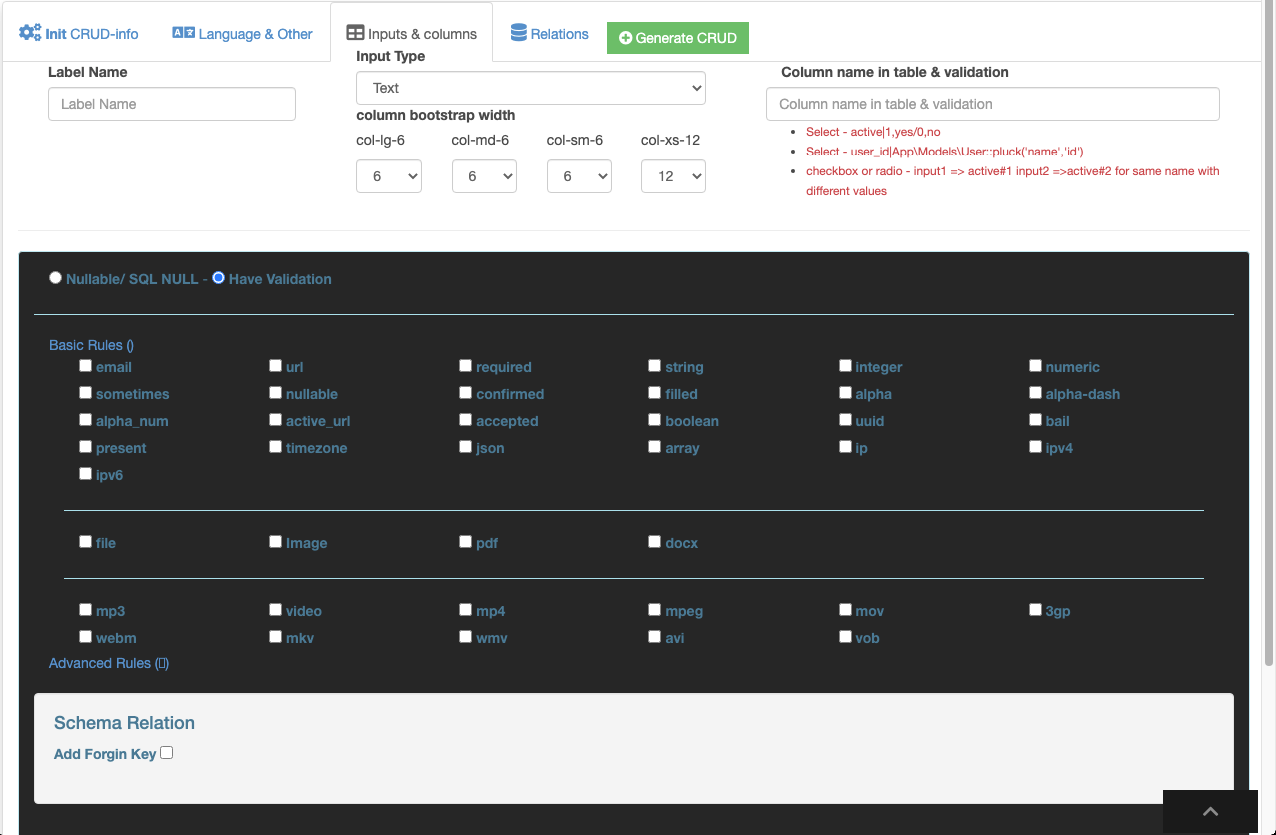 Init CRUD-info Language & Other Inputs & columns Relations Generate CRUD
Label Name
Label Name
Input Type
Text
column bootstrap width
col-lg-6 col-md-6 col-sm-6 col-xs-12
6 6 6 12
Column name in table & validation
Column name in table & validation
Select - active|1,yes/0,no
Select - user_id|App\Models\User::pluck('name','id')
checkbox or radio - input1 => active#1 input2 =>active#2 for same name with
different values
Nullable/ SQL NULL - Have Validation
Basic Rules ()
email url required string integer numeric
sometimes nullable confirmed filled alpha alpha-dash
alpha_num active_url accepted boolean uuid bail
present timezone json array ip ipv4
ipv6
file Image pdf docx
mp3 video mp4 mpeg mov 3gp
webm mkv wmv avi vob
Advanced Rules (▯)
Schema Relation
Add Forgin Key